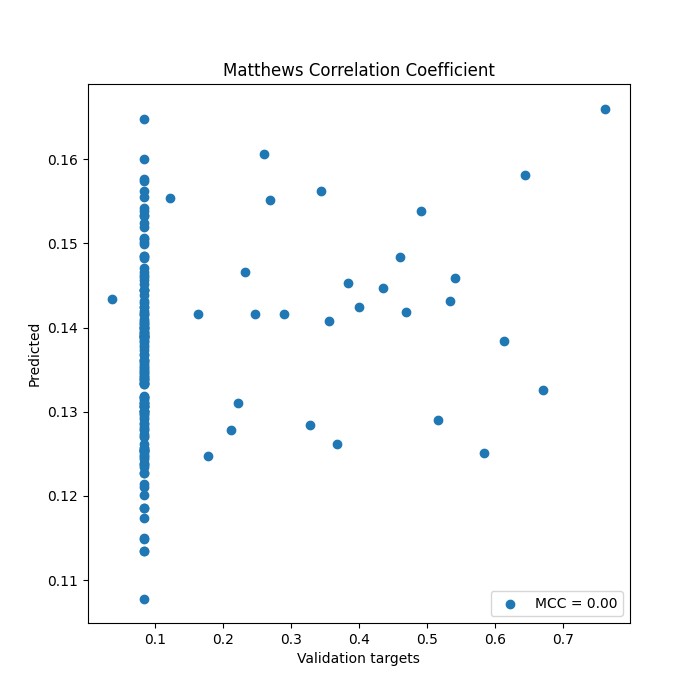 Matthews Correlation Coefficient
Predicted
0.16
0.15
0.14
0.13
0.12
0.11
MCC = 0.00
0.1 0.2 0.3 0.4 0.5 0.6 0.7
Validation targets